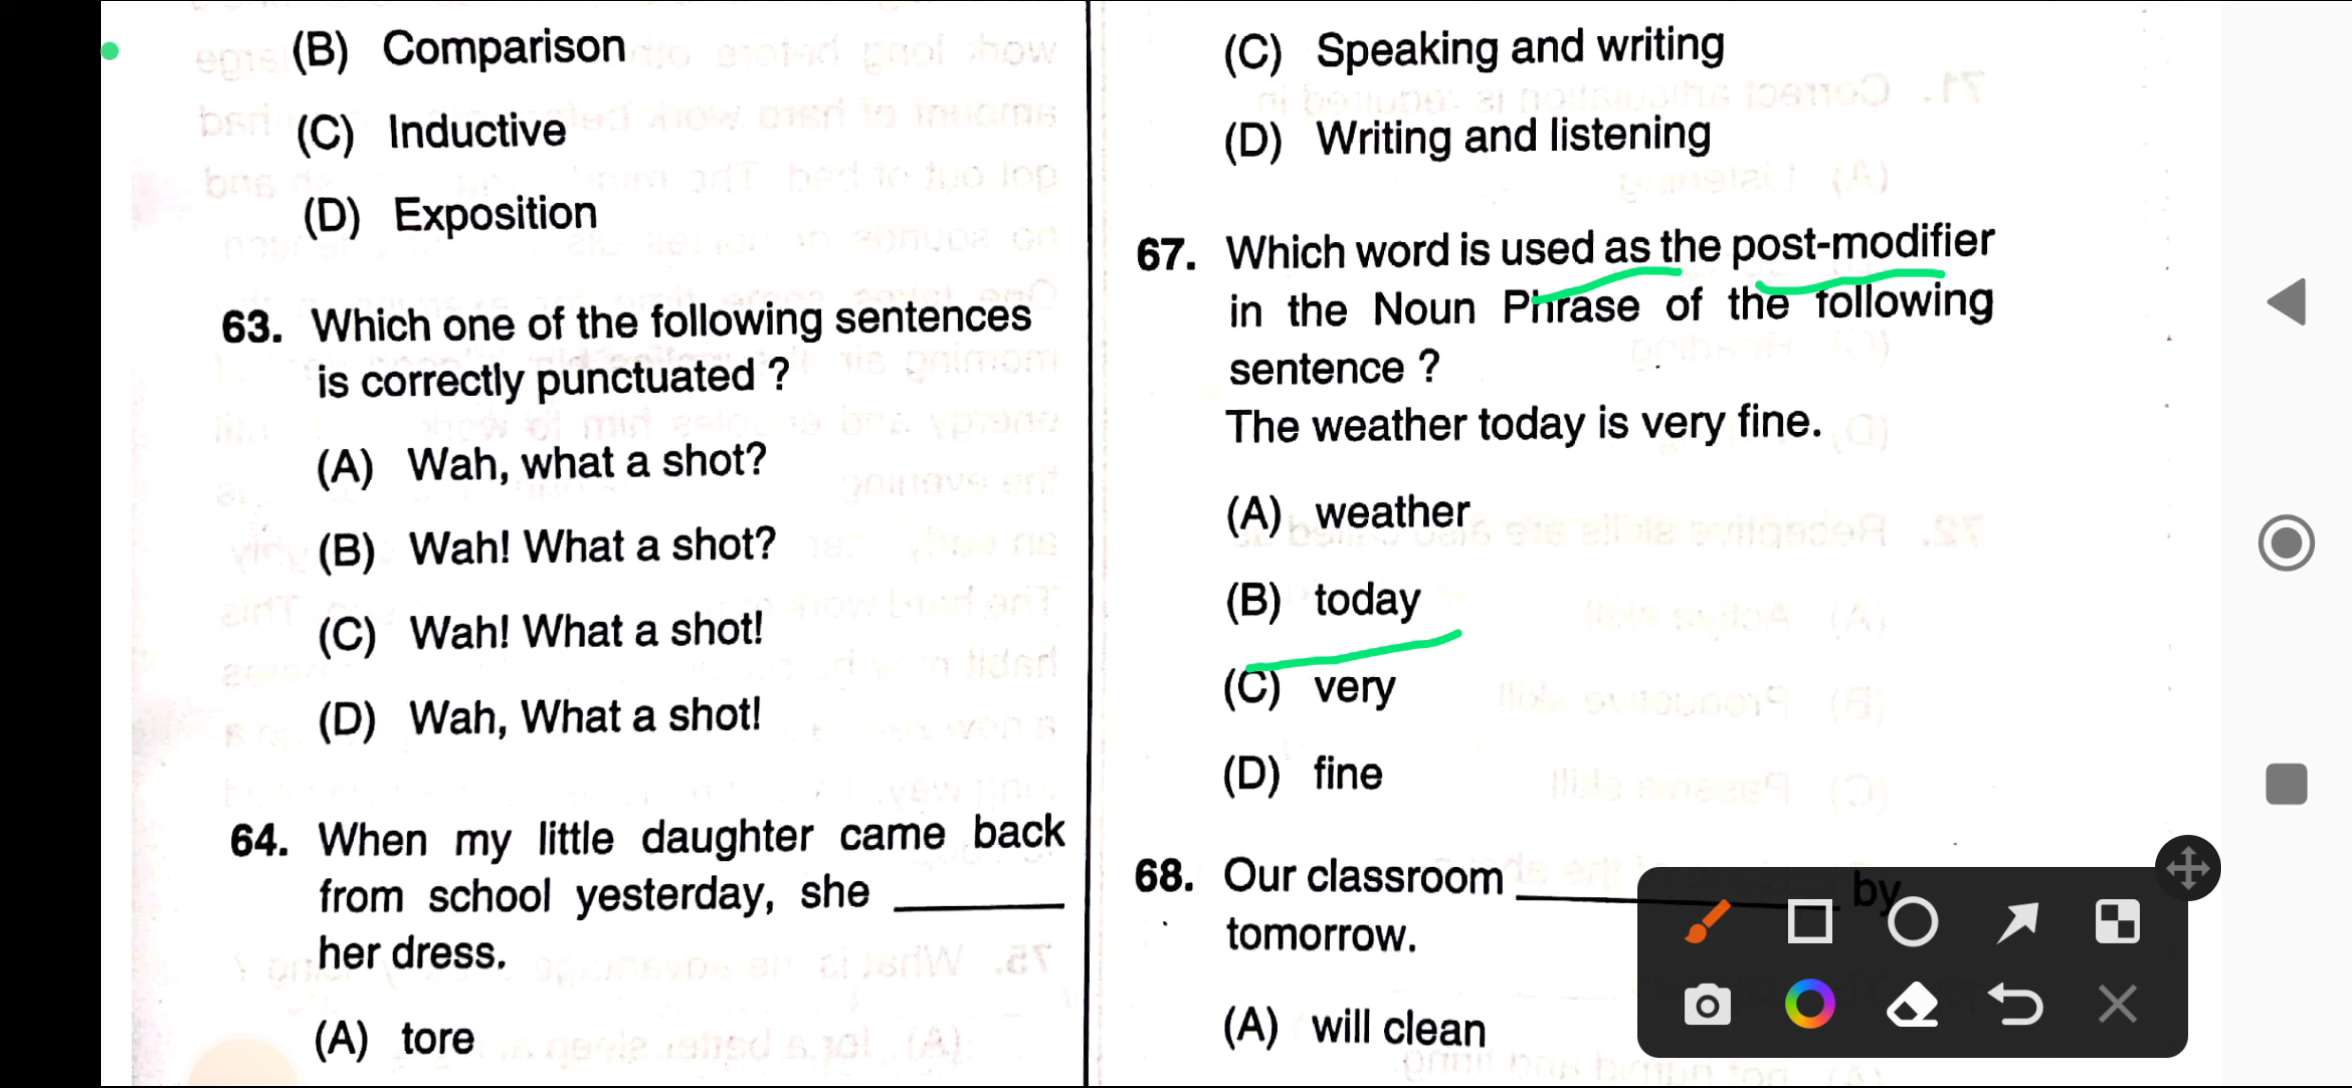 (B) Comparison
(C) Inductive
(D) Exposition
63. Which one of the following sentences
is correctly punctuated ?
(A) Wah, what a shot?
(B) Wah! What a shot?
(C) Wah! What a shot!
(D) Wah, What a shot!
64. When my little daughter came back
from school yesterday, she ________
her dress.
(A) tore
(C) Speaking and writing
(D) Writing and listening
67. Which word is used as the post-modifier
in the Noun Phrase of the following
sentence ?
The weather today is very fine.
(A) weather
(B) today
(C) very
(D) fine
68. Our classroom ________ by
tomorrow.
(A) will clean